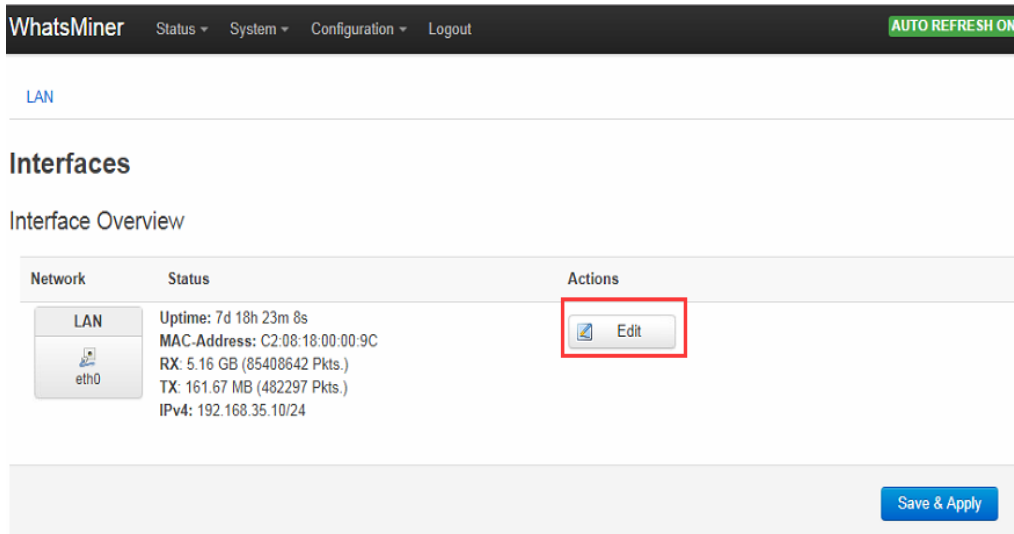 WhatsMiner Status System Configuration Logout AUTO REFRESH ON
LAN
Interfaces
Interface Overview
Network Status Actions
LAN
eth0
Uptime: 7d 18h 23m 8s
MAC-Address: C2:08:18:00:00:9C
RX: 5.16 GB (85408642 Pkts.)
TX: 161.67 MB (482297 Pkts.)
IPv4: 192.168.35.10/24
Edit
Save & Apply